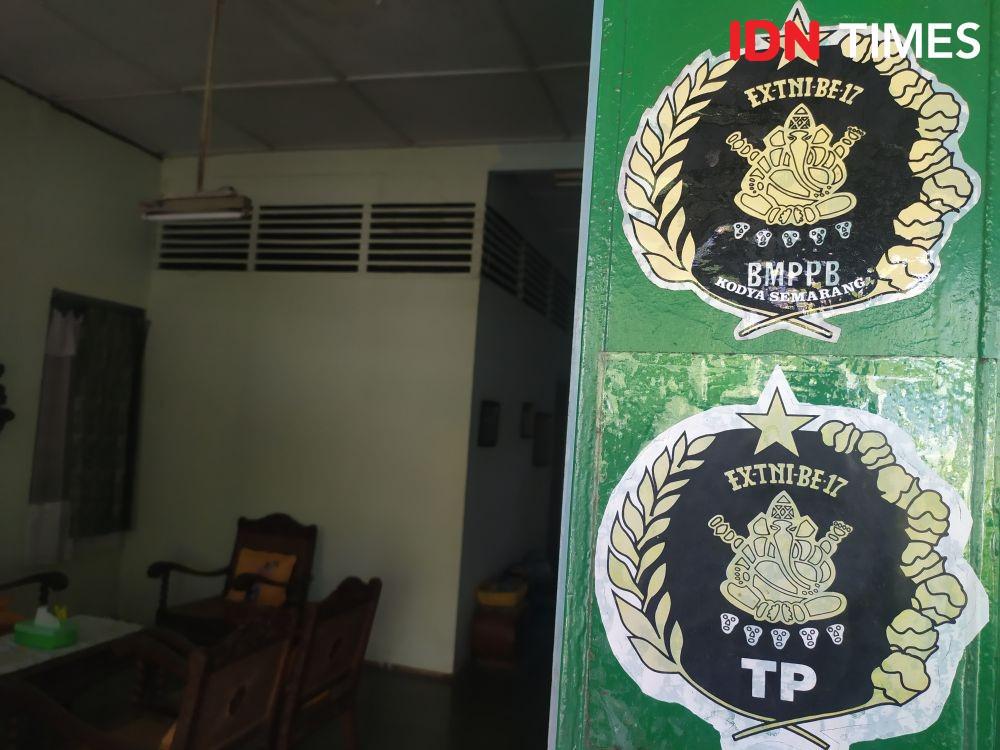 IDN TIMES
EX-TNI-BE-17
BMPPB
KODYA SEMARANG
EX-TNI-BE-17
TP